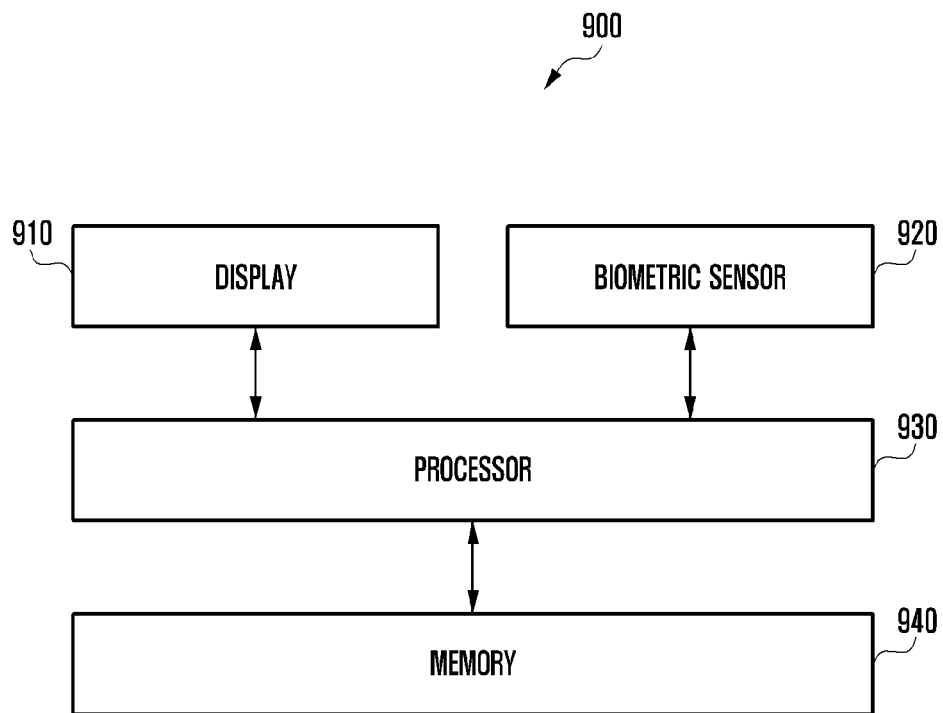 900
910
DISPLAY
BIOMETRIC SENSOR
920
PROCESSOR
930
MEMORY
940